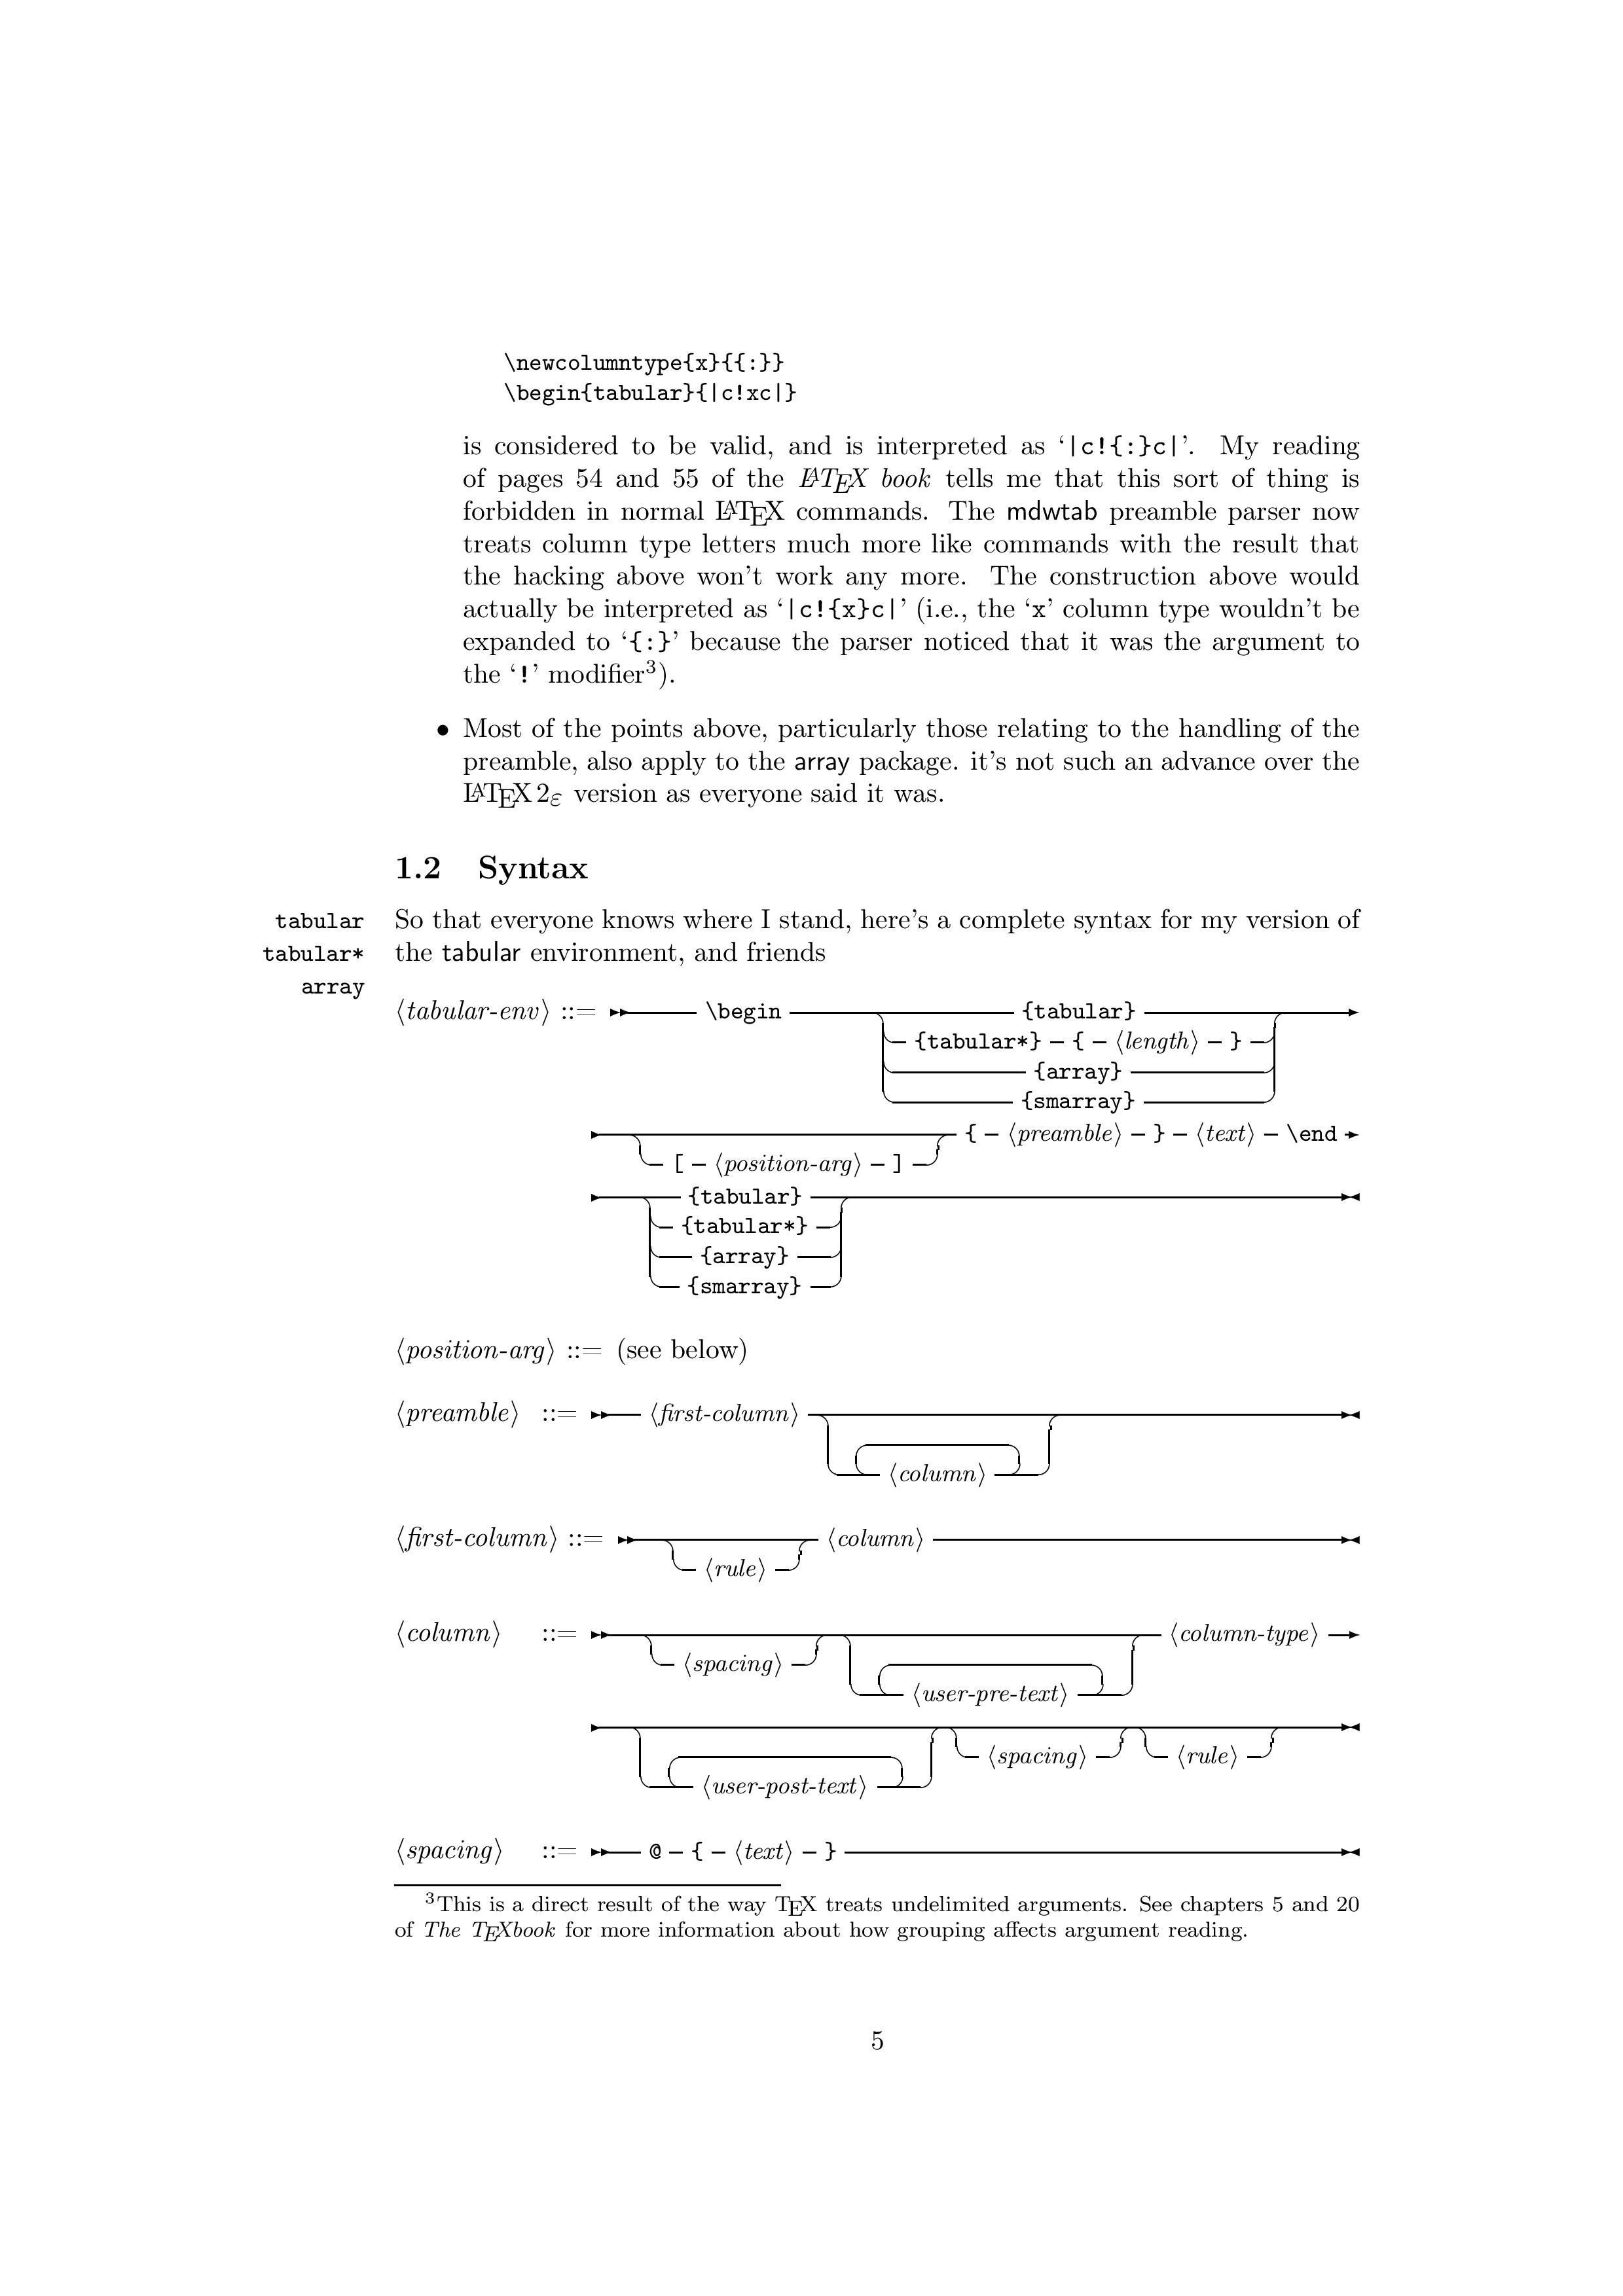 \newcolumntype{x}{{:}}
\begin{tabular}{|c!xc|}
is considered to be valid, and is interpreted as ‘|c!{:}c|’. My reading
of pages 54 and 55 of the LATEX book tells me that this sort of thing is
forbidden in normal LATEX commands. The mdwtab preamble parser now
treats column type letters much more like commands with the result that
the hacking above won’t work any more. The construction above would
actually be interpreted as ‘|c!{x}c|’ (i.e., the ‘x’ column type wouldn’t be
expanded to ‘{:}’ because the parser noticed that it was the argument to
the ‘!’ modifier³).
• Most of the points above, particularly those relating to the handling of the
preamble, also apply to the array package. it’s not such an advance over the
LATEX 2ε version as everyone said it was.
1.2 Syntax
tabular So that everyone knows where I stand, here’s a complete syntax for my version of
tabular* the tabular environment, and friends
array
⟨tabular-env⟩ ::= \begin {tabular}
{tabular*} { ⟨length⟩ }
{array}
{smarray}
{ ⟨preamble⟩ } ⟨text⟩ \end
[ ⟨position-arg⟩ ]
{tabular}
{tabular*}
{array}
{smarray}
⟨position-arg⟩ ::= (see below)
⟨preamble⟩ ::= ⟨first-column⟩
⟨column⟩
⟨first-column⟩ ::= ⟨column⟩
⟨rule⟩
⟨column⟩ ::= ⟨column-type⟩
⟨spacing⟩
⟨user-pre-text⟩
⟨spacing⟩ ⟨rule⟩
⟨user-post-text⟩
⟨spacing⟩ ::= @ { ⟨text⟩ }
³This is a direct result of the way TEX treats undelimited arguments. See chapters 5 and 20
of The TEXbook for more information about how grouping affects argument reading.
5